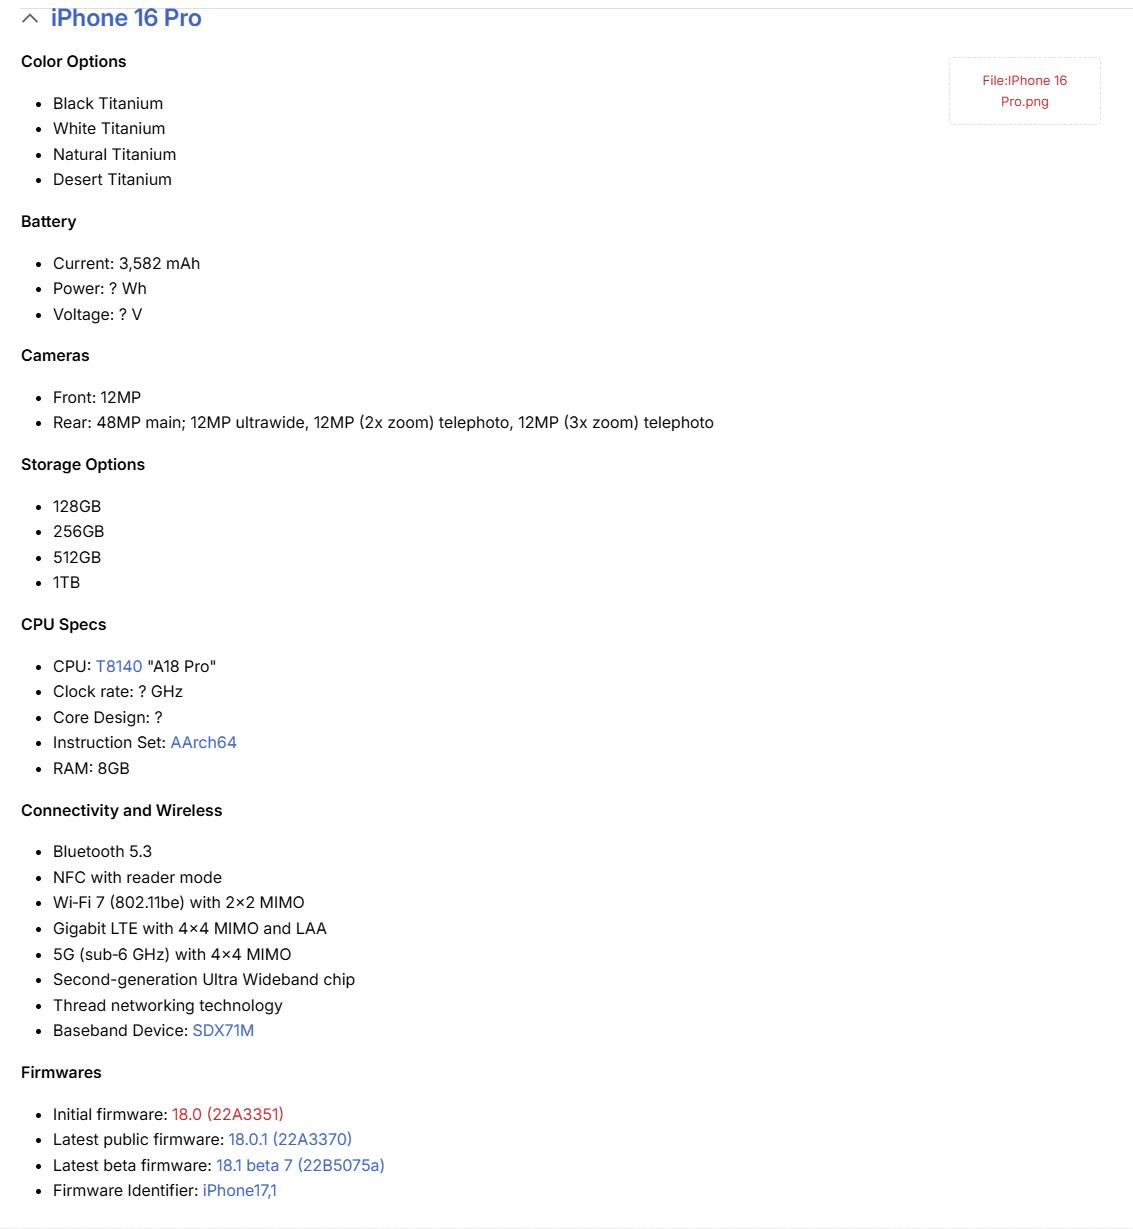 iPhone 16 Pro
Color Options
File:IPhone 16
Pro.png
Black Titanium
White Titanium
Natural Titanium
Desert Titanium
Battery
Current: 3,582 mAh
Power: ? Wh
Voltage: ? V
Cameras
Front: 12MP
Rear: 48MP main; 12MP ultrawide, 12MP (2x zoom) telephoto, 12MP (3x zoom) telephoto
Storage Options
128GB
256GB
512GB
1TB
CPU Specs
CPU: T8140 "A18 Pro"
Clock rate: ? GHz
Core Design: ?
Instruction Set: AArch64
RAM: 8GB
Connectivity and Wireless
Bluetooth 5.3
NFC with reader mode
Wi-Fi 7 (802.11be) with 2×2 MIMO
Gigabit LTE with 4×4 MIMO and LAA
5G (sub-6 GHz) with 4×4 MIMO
Second-generation Ultra Wideband chip
Thread networking technology
Baseband Device: SDX71M
Firmwares
Initial firmware: 18.0 (22A3351)
Latest public firmware: 18.0.1 (22A3370)
Latest beta firmware: 18.1 beta 7 (22B5075a)
Firmware Identifier: iPhone17,1